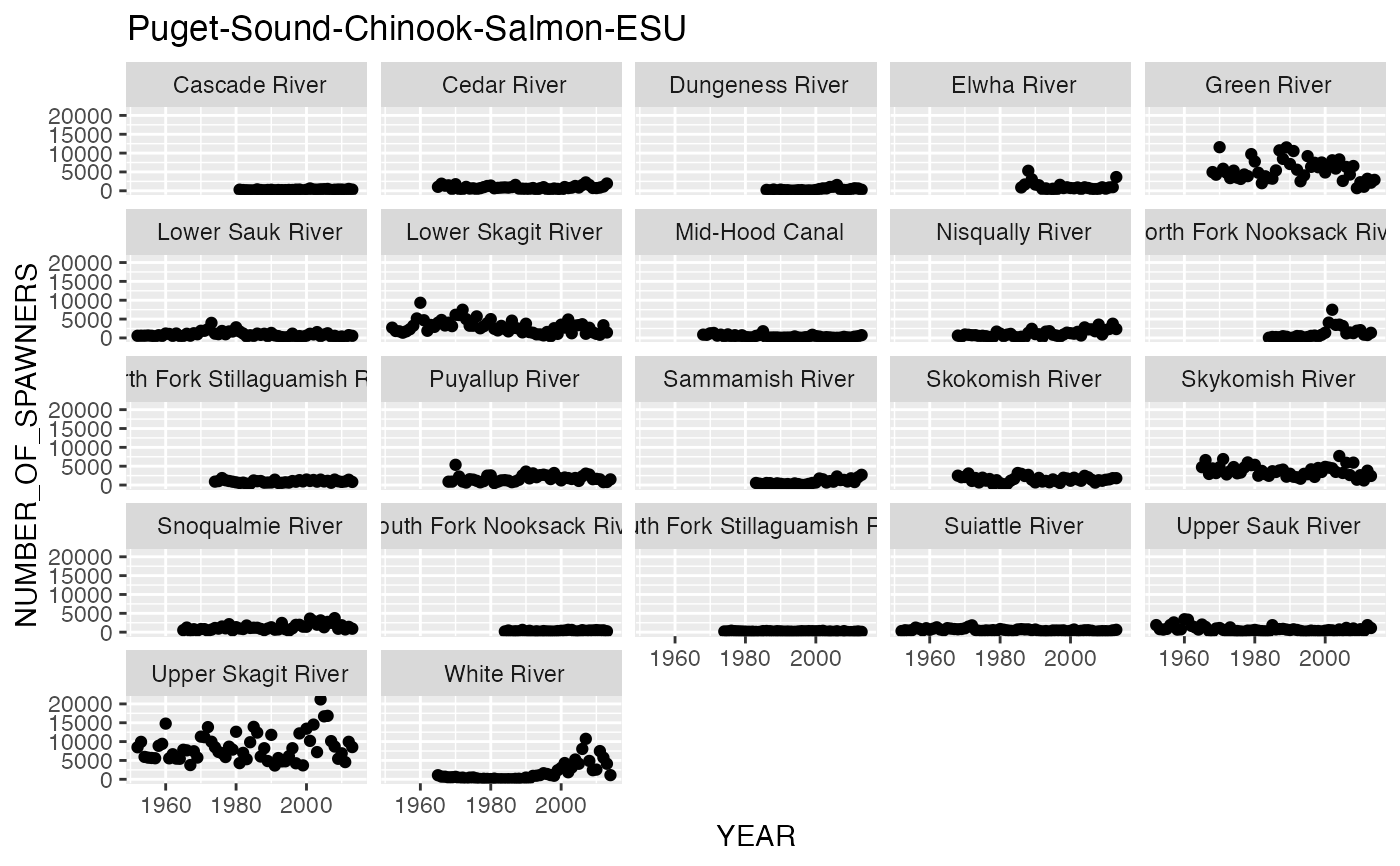 Puget-Sound-Chinook-Salmon-ESU
Cascade River Cedar River Dungeness River Elwha River Green River
20000
15000
10000
5000
0
Lower Sauk River Lower Skagit River Mid-Hood Canal Nisqually River orth Fork Nooksack Riv
20000
15000
10000
5000
0
rth Fork Stillaguamish R Puyallup River Sammamish River Skokomish River Skykomish River
20000
15000
10000
5000
0
Snoqualmie River outh Fork Nooksack Riv uth Fork Stillaguamish F Suiattle River Upper Sauk River
20000
15000
10000
5000
0
1960 1980 2000 1960 1980 2000 1960 1980 2000
Upper Skagit River White River
20000
15000
10000
5000
0
1960 1980 2000 1960 1980 2000
NUMBER_OF_SPAWNERS
YEAR